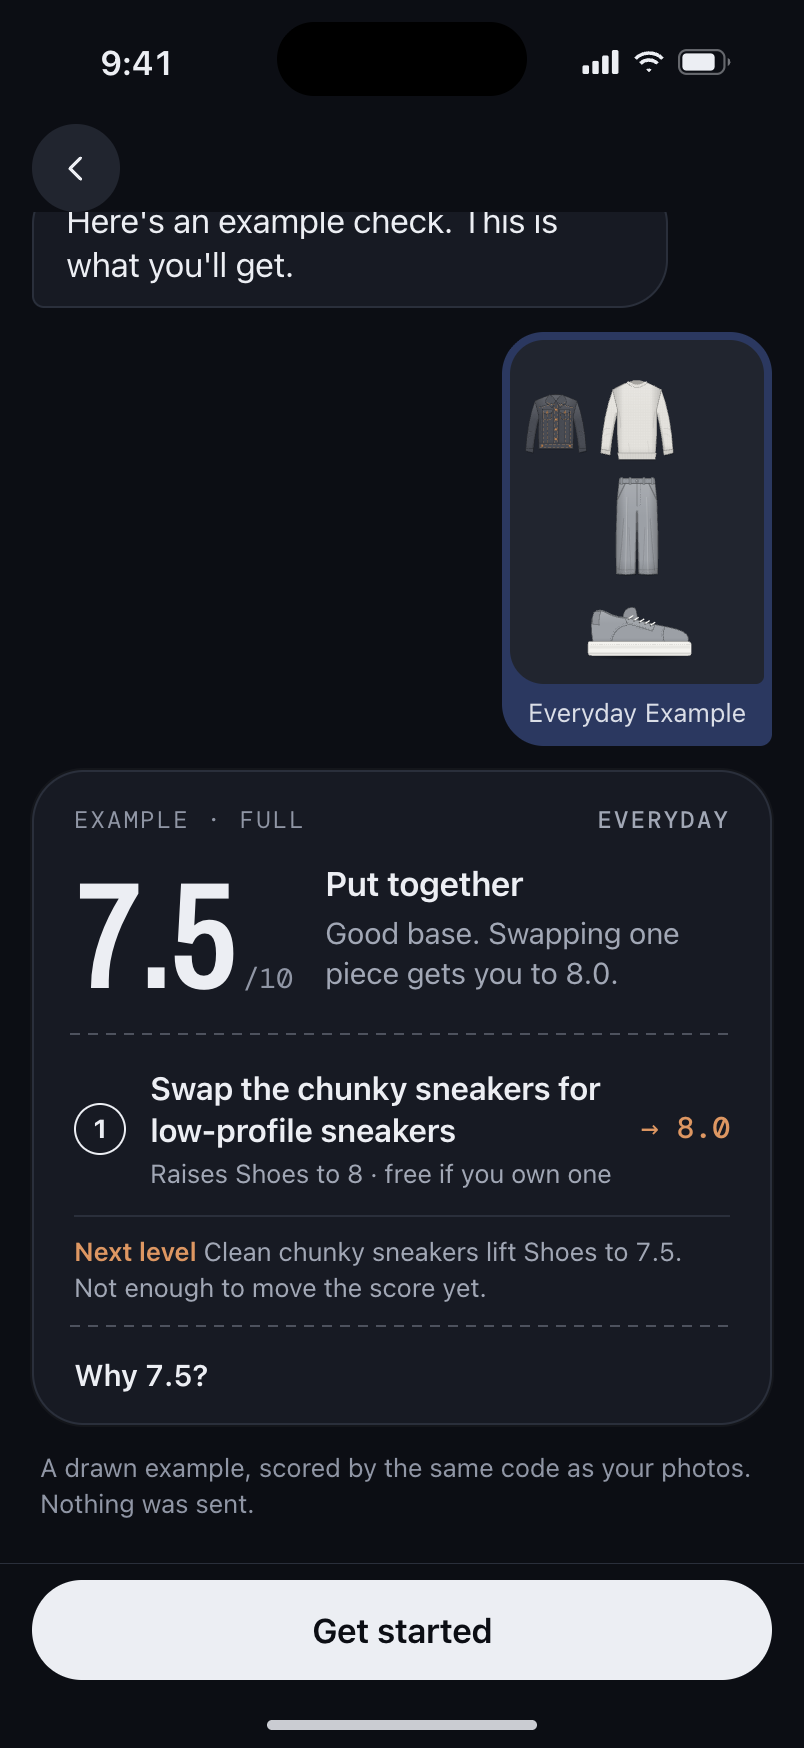 9:41
Here's an example check. This is
what you'll get.
Everyday Example
EXAMPLE · FULL
EVERYDAY
7.5 /10
Put together
Good base. Swapping one
piece gets you to 8.0.
1
Swap the chunky sneakers for
low-profile sneakers
→ 8.0
Raises Shoes to 8 · free if you own one
Next level Clean chunky sneakers lift Shoes to 7.5.
Not enough to move the score yet.
Why 7.5?
A drawn example, scored by the same code as your photos.
Nothing was sent.
Get started